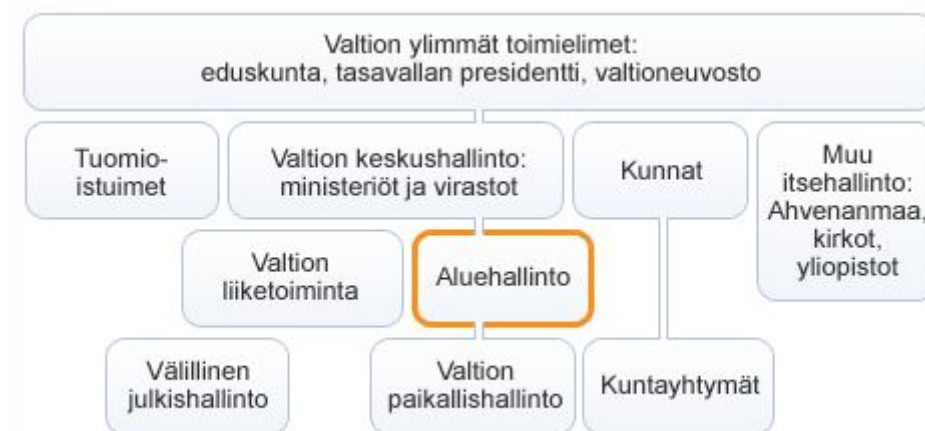 Valtion ylimmät toimielimet:
eduskunta, tasavallan presidentti, valtioneuvosto
Tuomio-
istuimet
Valtion keskushallinto:
ministeriöt ja virastot
Kunnat
Muu
itsehallinto:
Ahvenanmaa,
kirkot,
yliopistot
Valtion
liiketoiminta
Aluehallinto
Välillinen
julkishallinto
Valtion
paikallishallinto
Kuntayhtymät